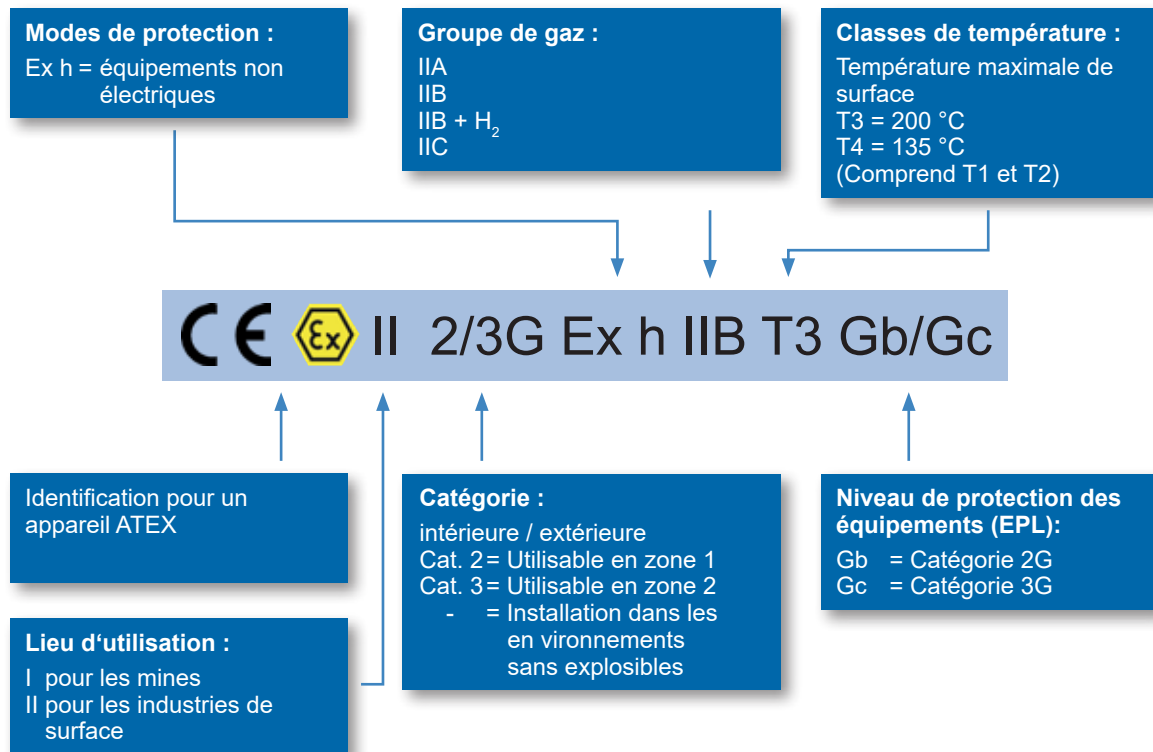 Modes de protection :
Ex h = équipements non
électriques
Groupe de gaz :
IIA
IIB
IIB + H₂
IIC
Classes de température :
Température maximale de
surface
T3 = 200 °C
T4 = 135 °C
(Comprend T1 et T2)
CE Ex II 2/3G Ex h IIB T3 Gb/Gc
Identification pour un
appareil ATEX
Lieu d‘utilisation :
I pour les mines
II pour les industries de
surface
Catégorie :
intérieure / extérieure
Cat. 2 = Utilisable en zone 1
Cat. 3 = Utilisable en zone 2
- = Installation dans les
en vironnements
sans explosibles
Niveau de protection des
équipements (EPL):
Gb = Catégorie 2G
Gc = Catégorie 3G